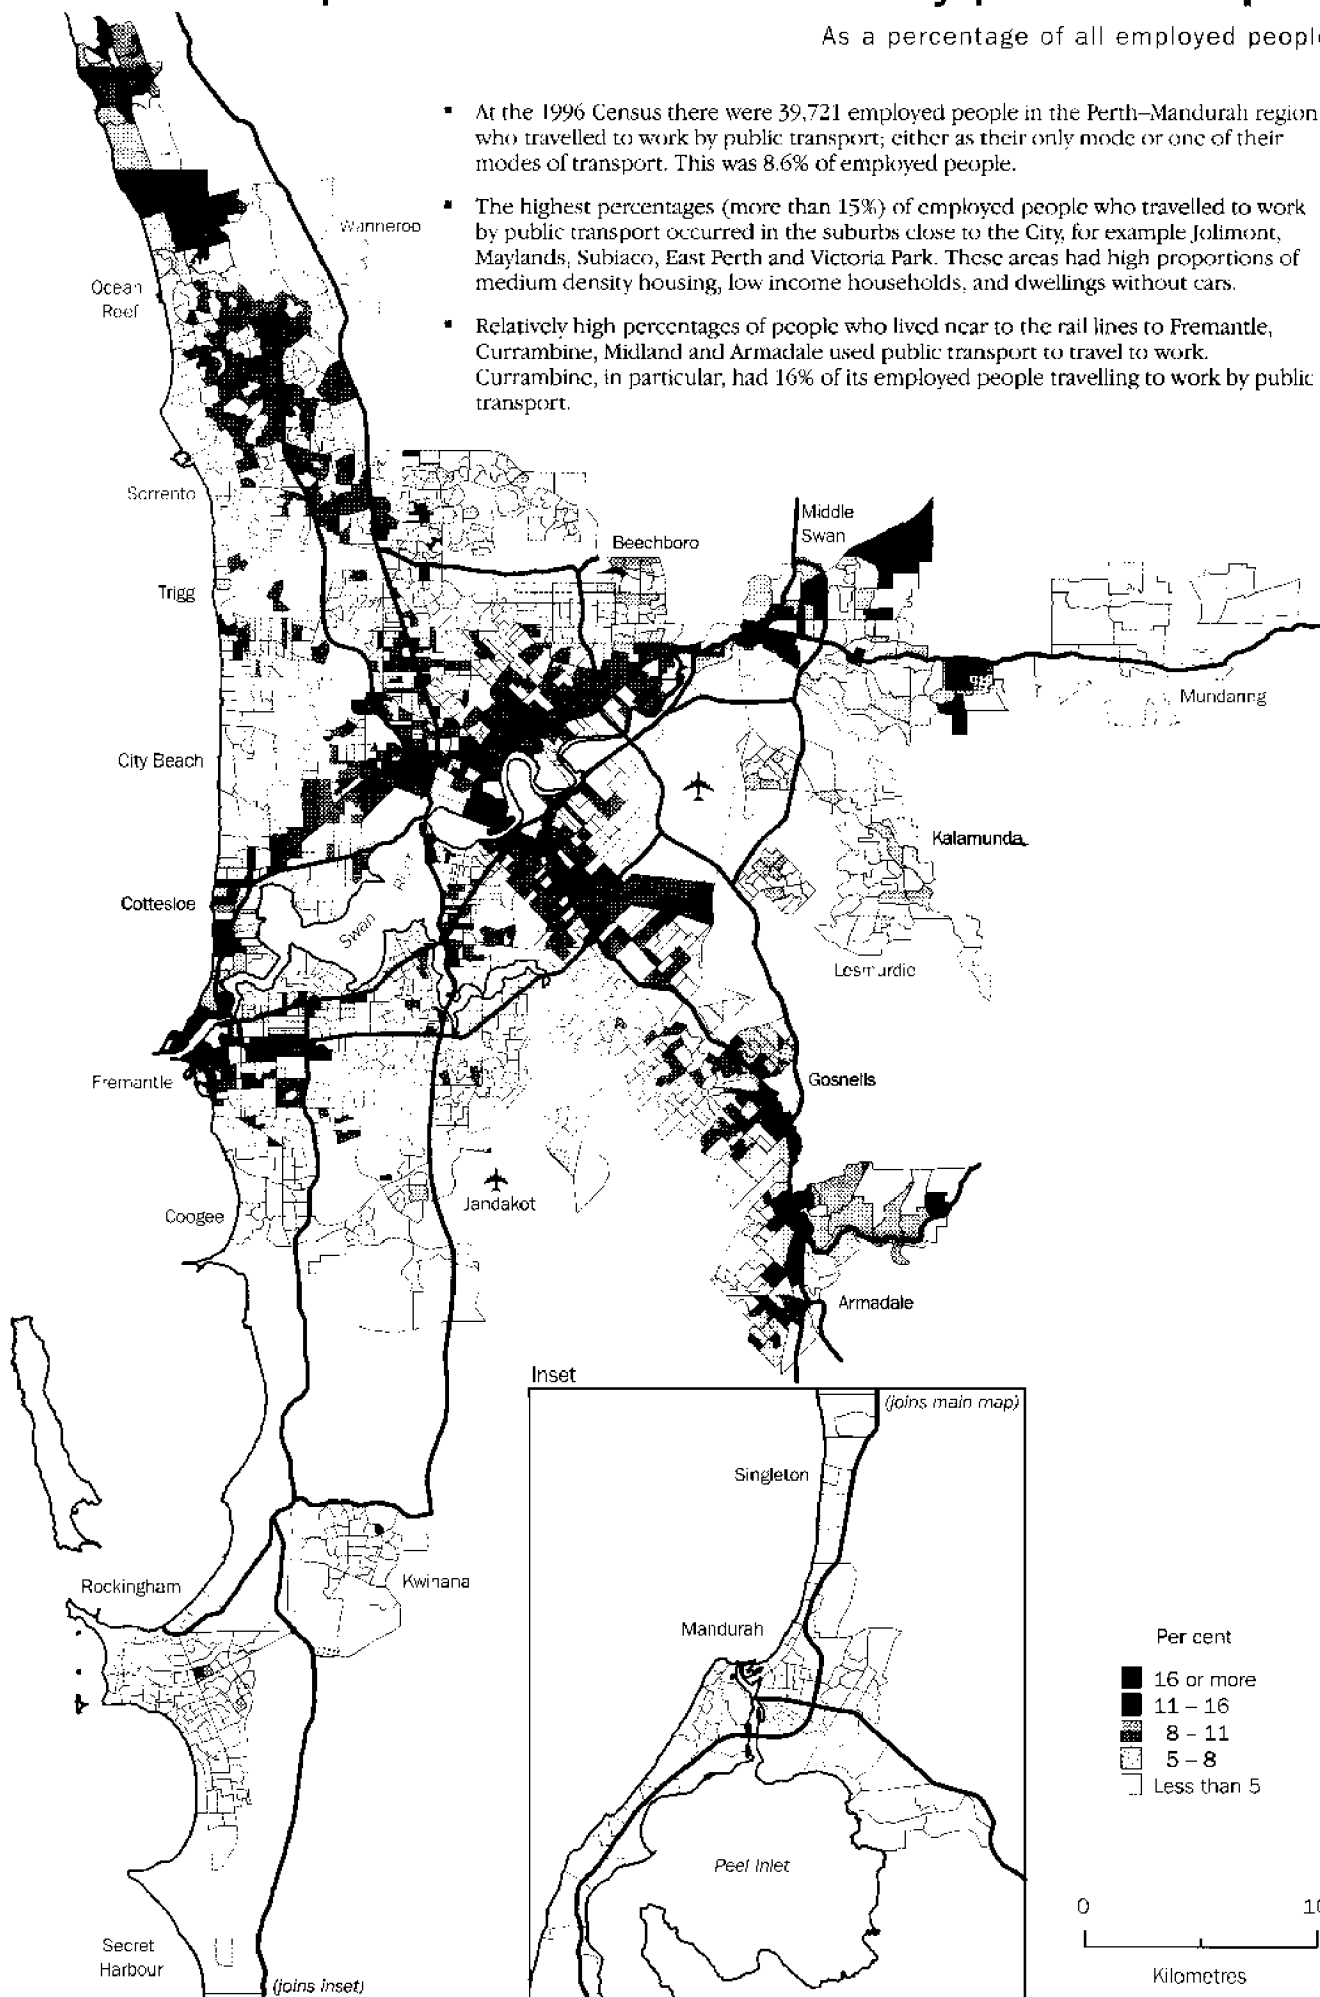 As a percentage of all employed people
▪ At the 1996 Census there were 39,721 employed people in the Perth–Mandurah region
who travelled to work by public transport; either as their only mode or one of their
modes of transport. This was 8.6% of employed people.
▪ The highest percentages (more than 15%) of employed people who travelled to work
by public transport occurred in the suburbs close to the City, for example Jolimont,
Maylands, Subiaco, East Perth and Victoria Park. These areas had high proportions of
medium density housing, low income households, and dwellings without cars.
▪ Relatively high percentages of people who lived near to the rail lines to Fremantle,
Currambine, Midland and Armadale used public transport to travel to work.
Currambine, in particular, had 16% of its employed people travelling to work by public
transport.
Wanneroo
Ocean
Reef
Sorrento
Middle
Swan
Beechboro
Trigg
Mundaring
City Beach
Kalamunda
Cottesloe
Swan
Lesmurdie
Fremantle
Gosnells
Jandakot
Coogee
Armadale
Inset
(joins main map)
Singleton
Rockingham
Kwinana
Mandurah
Per cent
16 or more
11 – 16
8 – 11
5 – 8
Less than 5
Peel Inlet
0 10
Kilometres
Secret
Harbour
(joins inset)